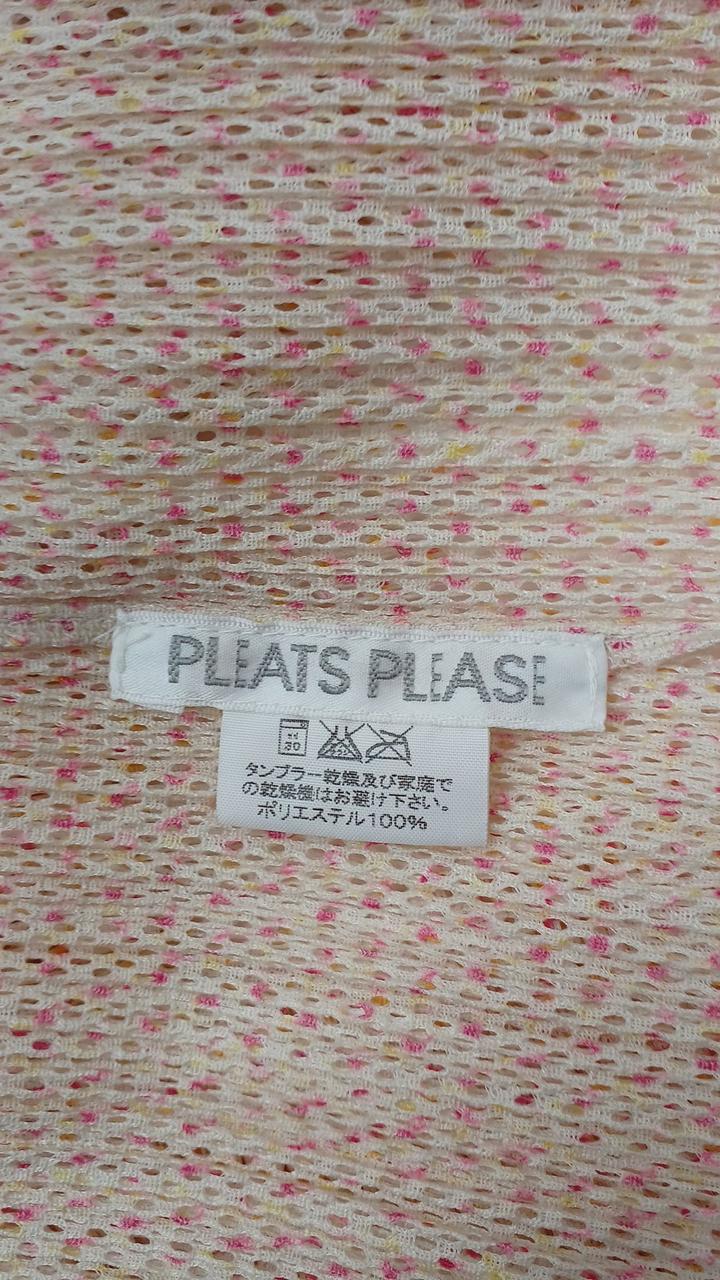 PLEATS PLEASE
30
タンブラー乾燥及び家庭で
の乾燥機はお避け下さい。
ポリエステル100%